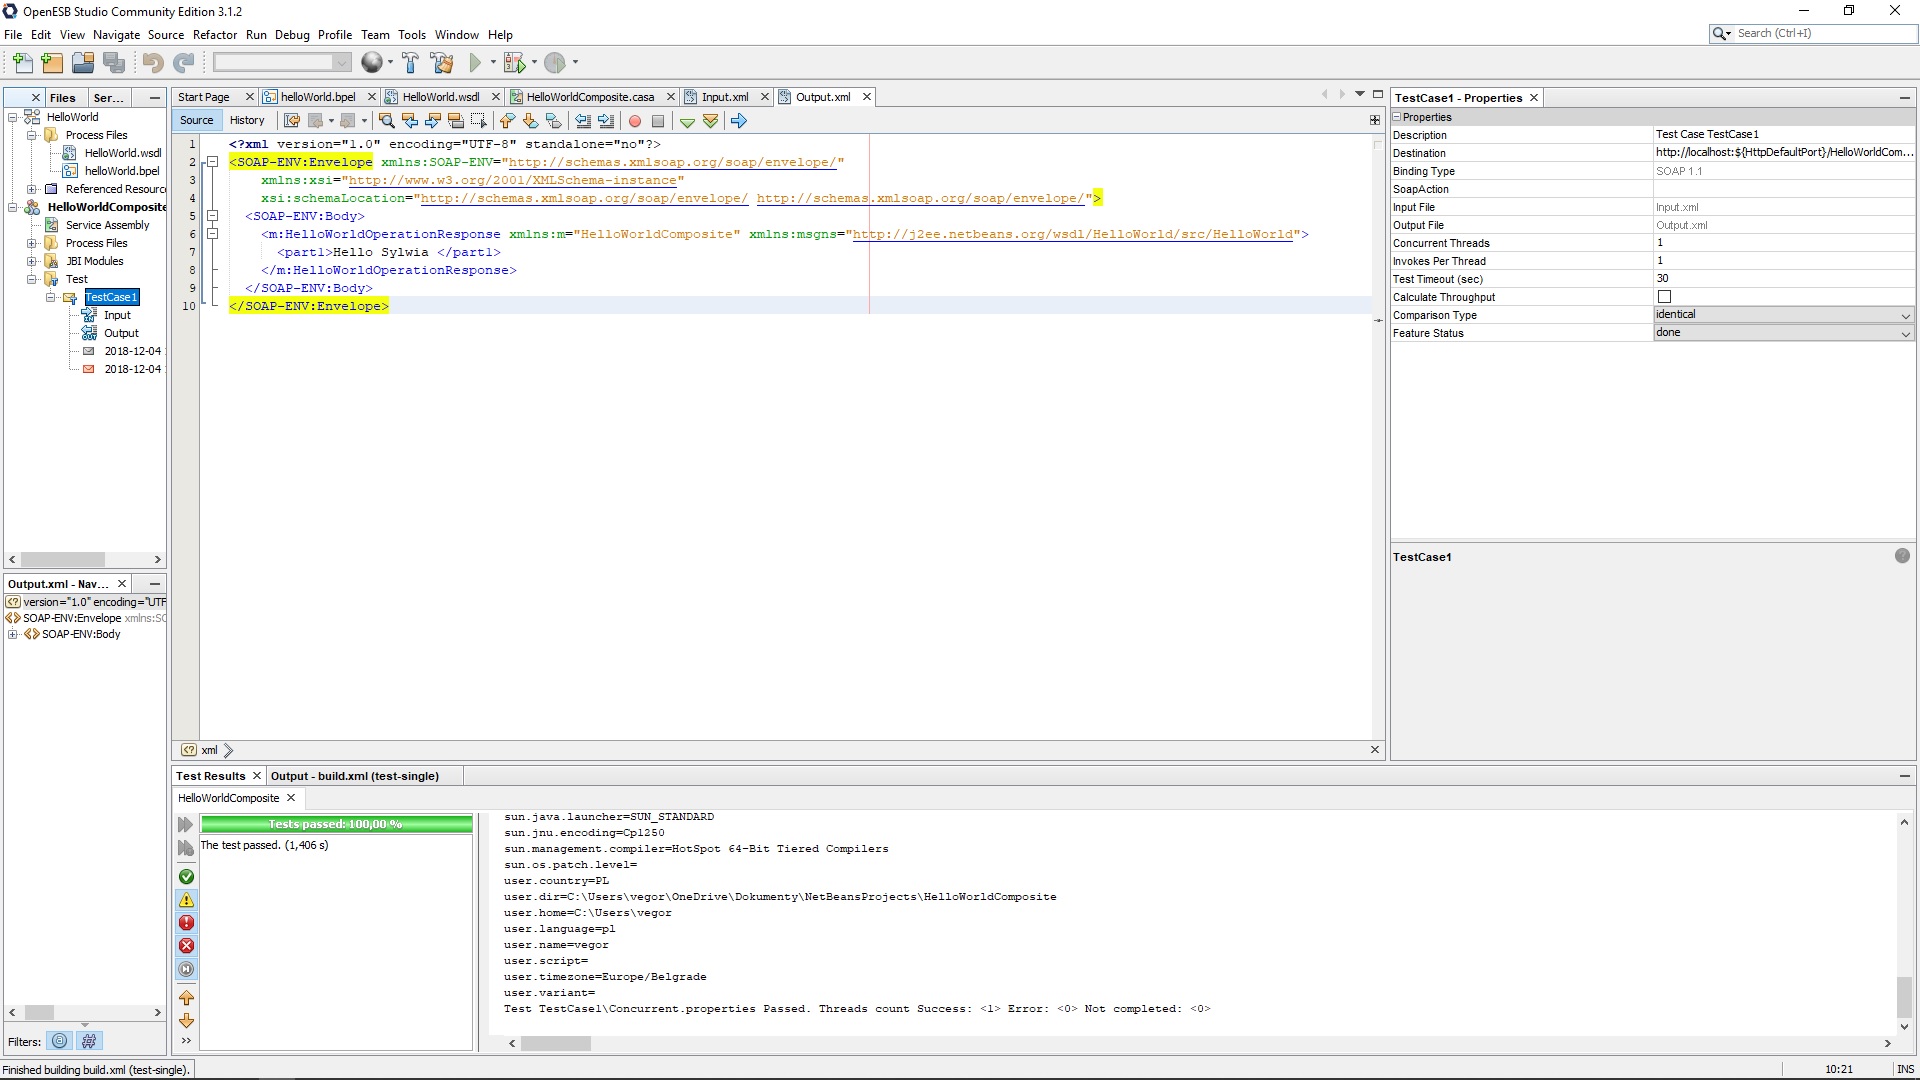 OpenESB Studio Community Edition 3.1.2
File Edit View Navigate Source Refactor Run Debug Profile Team Tools Window Help
Search (Ctrl+I)
Files Ser...
HelloWorld
Process Files
HelloWorld.wsdl
helloWorld.bpel
Referenced Resourc
HelloWorldComposite
Service Assembly
Process Files
JBI Modules
Test
TestCase1
Input
Output
2018-12-04
2018-12-04
Output.xml - Nav...
version="1.0" encoding="UTF
SOAP-ENV:Envelope xmlns:SO
SOAP-ENV:Body
Filters:
Start Page helloWorld.bpel HelloWorld.wsdl HelloWorldComposite.casa Input.xml Output.xml
Source History
1 <?xml version="1.0" encoding="UTF-8" standalone="no"?>
2 <SOAP-ENV:Envelope xmlns:SOAP-ENV="http://schemas.xmlsoap.org/soap/envelope/"
3 xmlns:xsi="http://www.w3.org/2001/XMLSchema-instance"
4 xsi:schemaLocation="http://schemas.xmlsoap.org/soap/envelope/ http://schemas.xmlsoap.org/soap/envelope/">
5 <SOAP-ENV:Body>
6 <m:HelloWorldOperationResponse xmlns:m="HelloWorldComposite" xmlns:msgns="http://j2ee.netbeans.org/wsdl/HelloWorld/src/HelloWorld">
7 <part1>Hello Sylwia </part1>
8 </m:HelloWorldOperationResponse>
9 </SOAP-ENV:Body>
10 </SOAP-ENV:Envelope>
xml
TestCase1 - Properties
Properties
Description Test Case TestCase1
Destination http://localhost:${HttpDefaultPort}/HelloWorldCom...
Binding Type SOAP 1.1
SoapAction
Input File Input.xml
Output File Output.xml
Concurrent Threads 1
Invokes Per Thread 1
Test Timeout (sec) 30
Calculate Throughput
Comparison Type identical
Feature Status done
TestCase1
Test Results Output - build.xml (test-single)
HelloWorldComposite
Tests passed: 100,00 %
The test passed. (1,406 s)
sun.java.launcher=SUN_STANDARD
sun.jnu.encoding=Cp1250
sun.management.compiler=HotSpot 64-Bit Tiered Compilers
sun.os.patch.level=
user.country=PL
user.dir=C:\Users\vegor\OneDrive\Dokumenty\NetBeansProjects\HelloWorldComposite
user.home=C:\Users\vegor
user.language=pl
user.name=vegor
user.script=
user.timezone=Europe/Belgrade
user.variant=
Test TestCase1\Concurrent.properties Passed. Threads count Success: <1> Error: <0> Not completed: <0>
Finished building build.xml (test-single).
10:21 INS